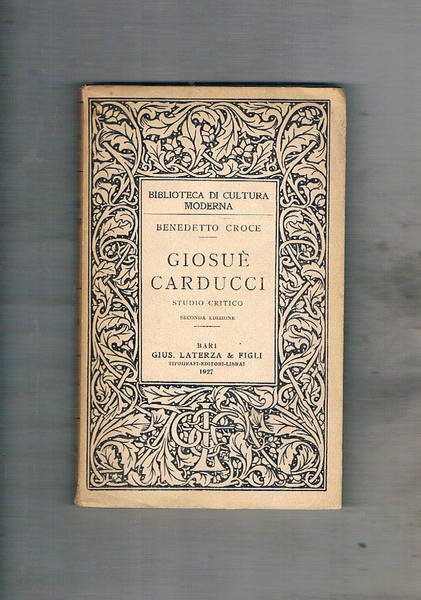 BIBLIOTECA DI CULTURA
MODERNA
BENEDETTO CROCE
GIOSUÈ
CARDUCCI
STUDIO CRITICO
SECONDA EDIZIONE
BARI
GIUS. LATERZA & FIGLI
TIPOGRAFI-EDITORI-LIBRAI
1927